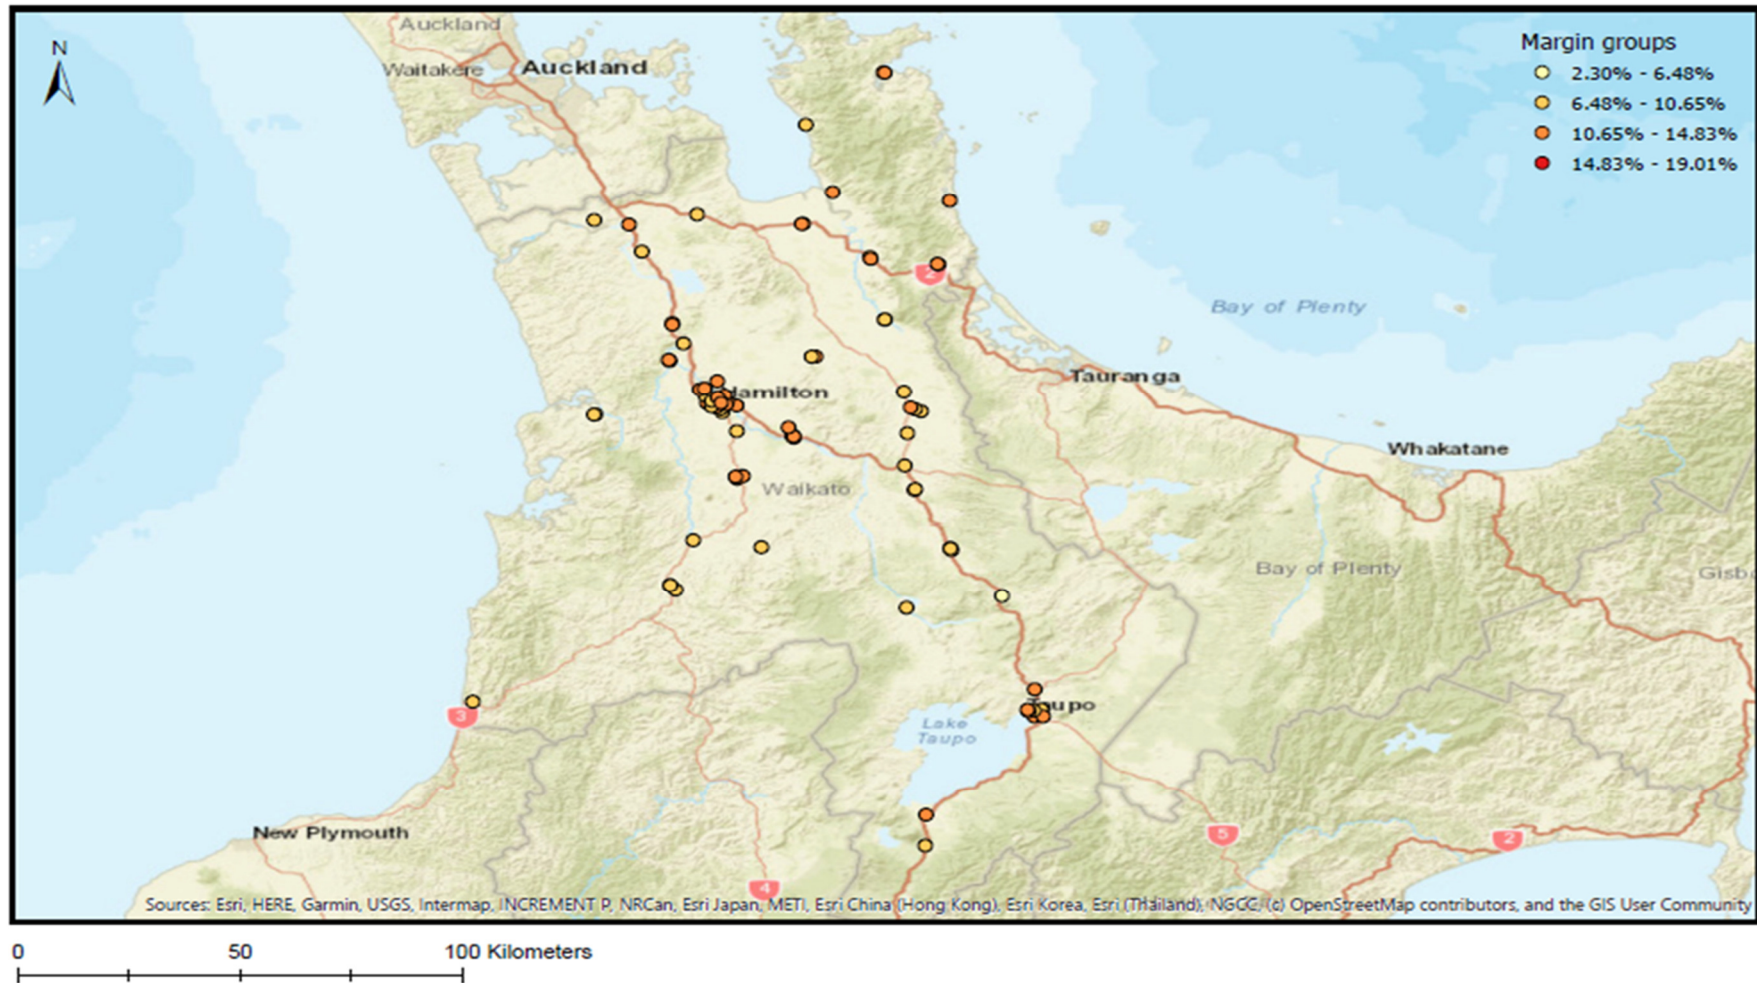 Auckland
N
Waitakere
Auckland
Margin groups
2.30% - 6.48%
6.48% - 10.65%
10.65% - 14.83%
14.83% - 19.01%
2
Bay of Plenty
Tauranga
Hamilton
Whakatane
Waikato
Bay of Plenty
Gisb
Taupo
3
Lake
Taupo
New Plymouth
5
2
4
Sources: Esri, HERE, Garmin, USGS, Intermap, INCREMENT P, NRCan, Esri Japan, METI, Esri China (Hong Kong), Esri Korea, Esri (Thailand), NGCC, (c) OpenStreetMap contributors, and the GIS User Community
0 50 100 Kilometers